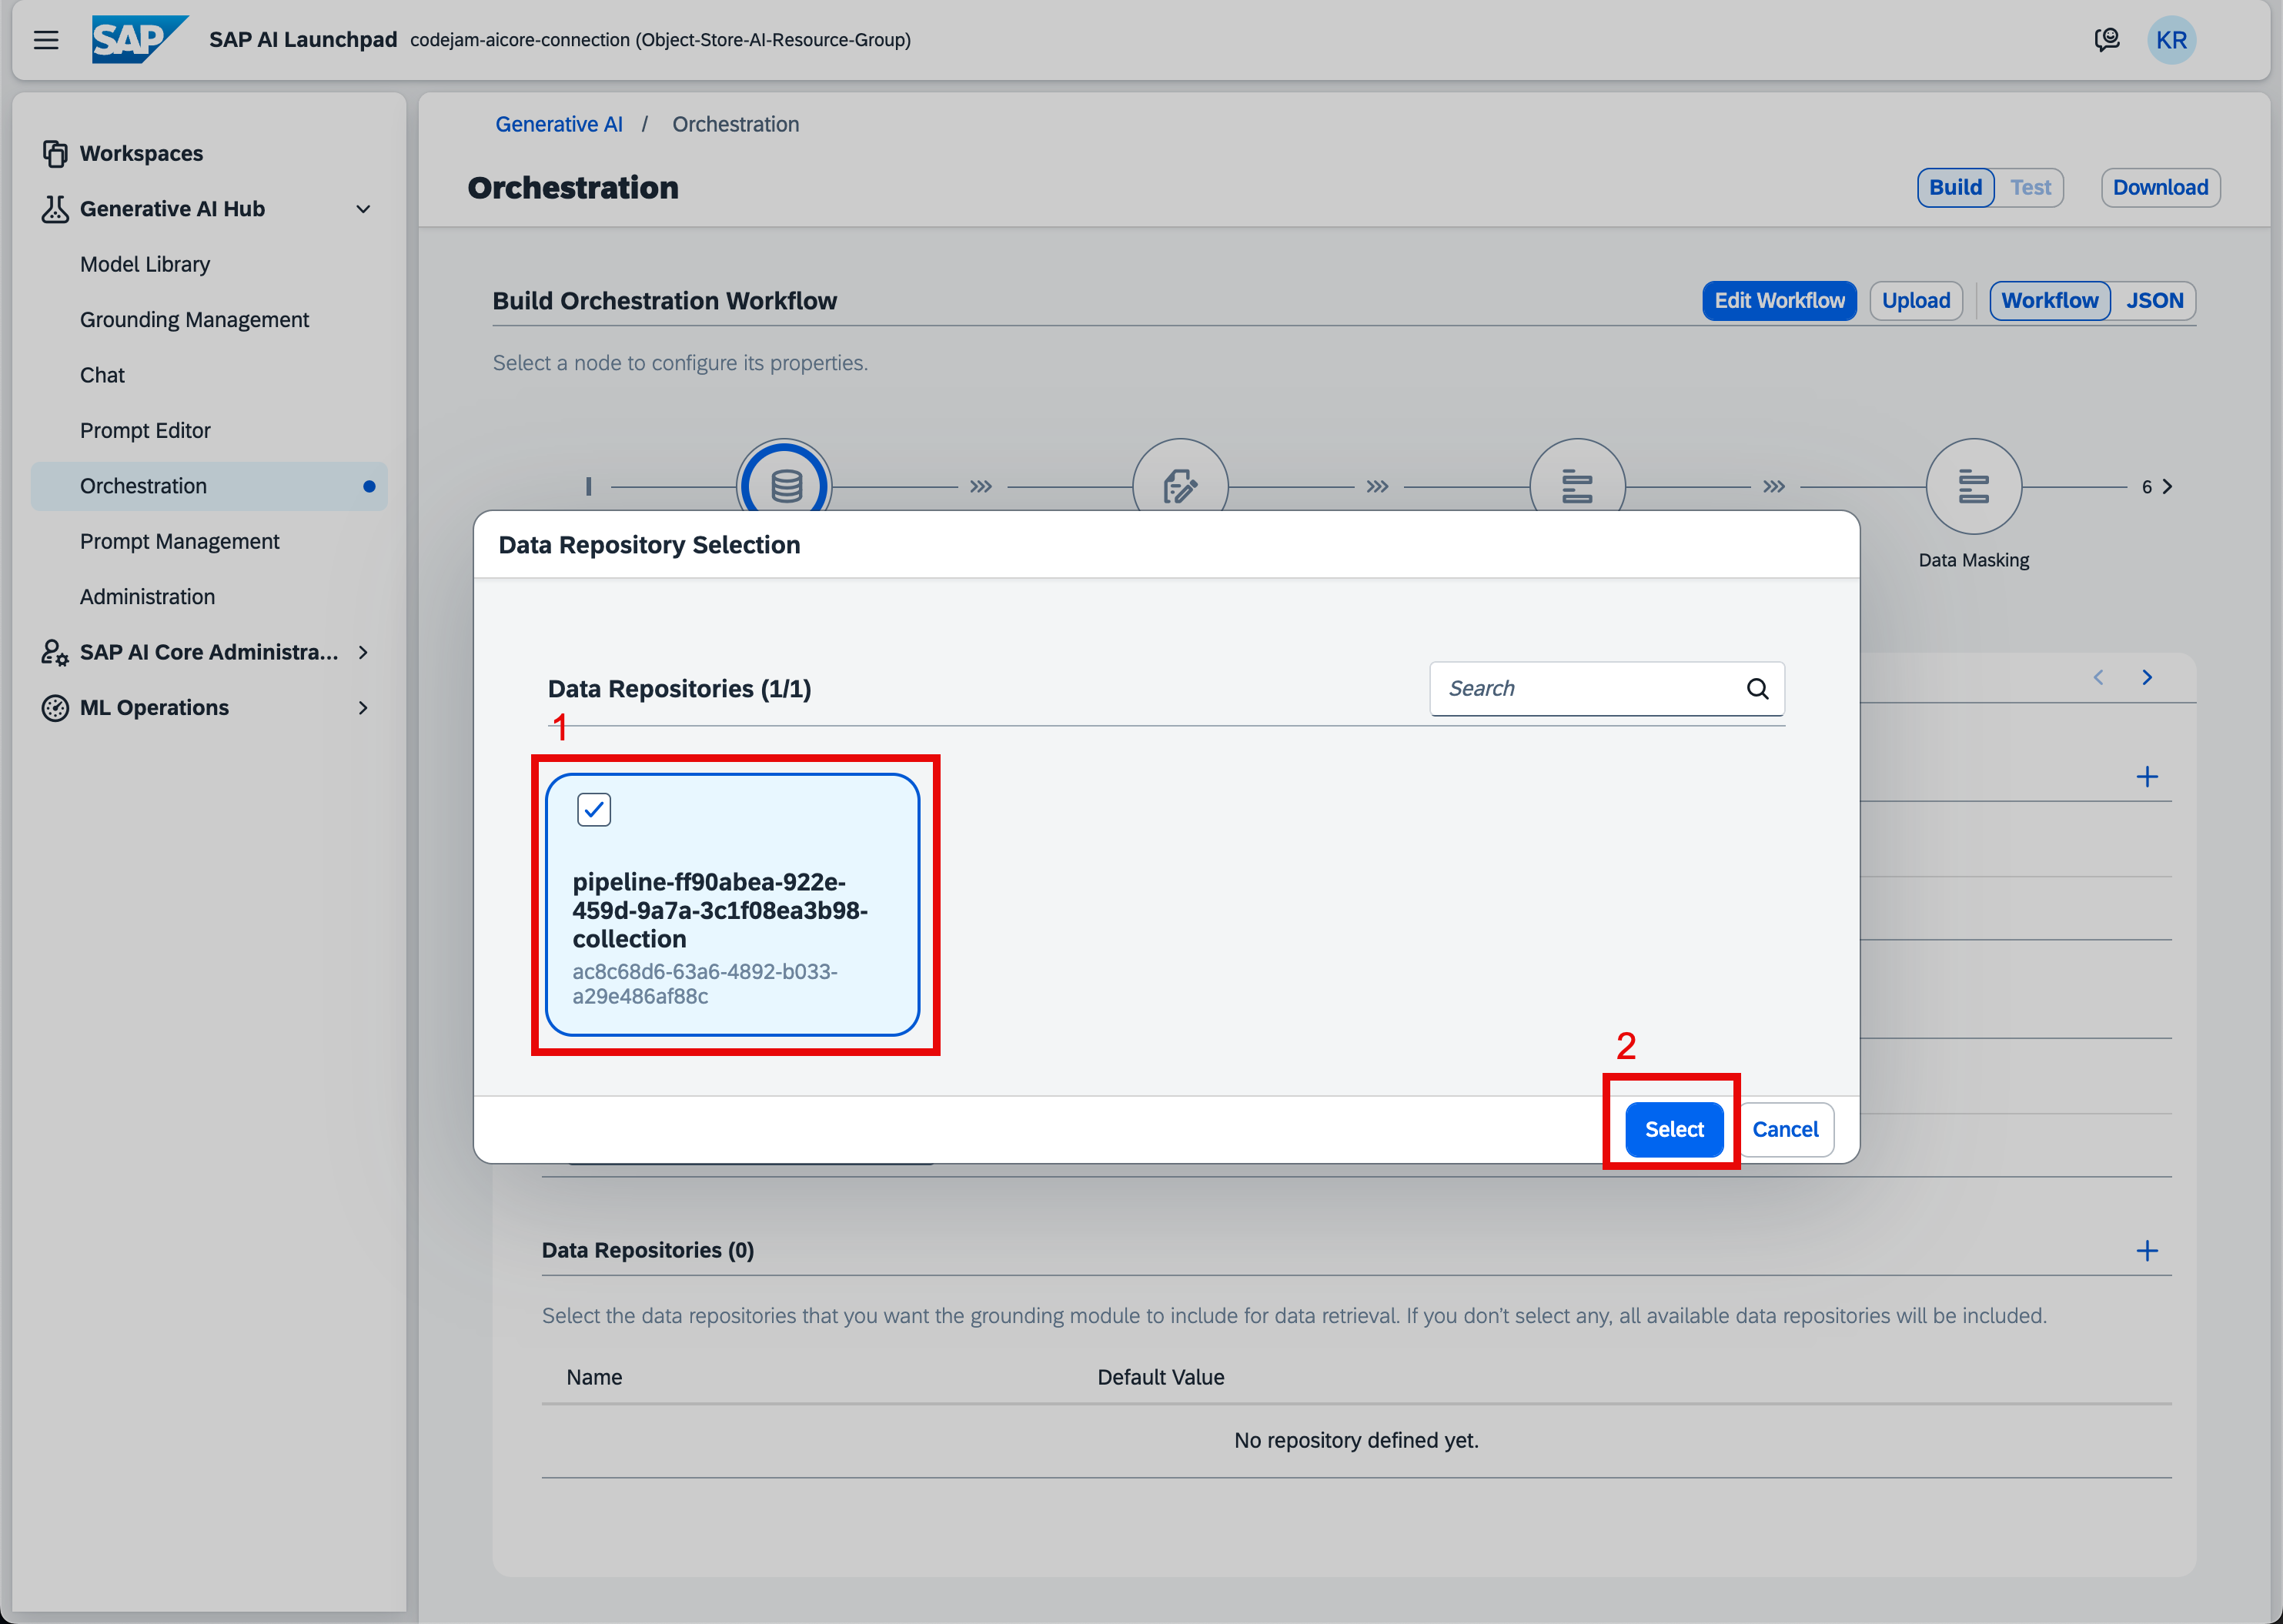 SAP SAP AI Launchpad codejam-aicore-connection (Object-Store-AI-Resource-Group) KR
Workspaces
Generative AI Hub
Model Library
Grounding Management
Chat
Prompt Editor
Orchestration
Prompt Management
Administration
SAP AI Core Administra...
ML Operations
Generative AI / Orchestration
Orchestration
Build Test Download
Build Orchestration Workflow
Edit Workflow Upload Workflow JSON
Select a node to configure its properties.
6
Data Masking
Data Repository Selection
Data Repositories (1/1)
Search
1
pipeline-ff90abea-922e-
459d-9a7a-3c1f08ea3b98-
collection
ac8c68d6-63a6-4892-b033-
a29e486af88c
2
Select Cancel
Data Repositories (0)
Select the data repositories that you want the grounding module to include for data retrieval. If you don't select any, all available data repositories will be included.
Name Default Value
No repository defined yet.